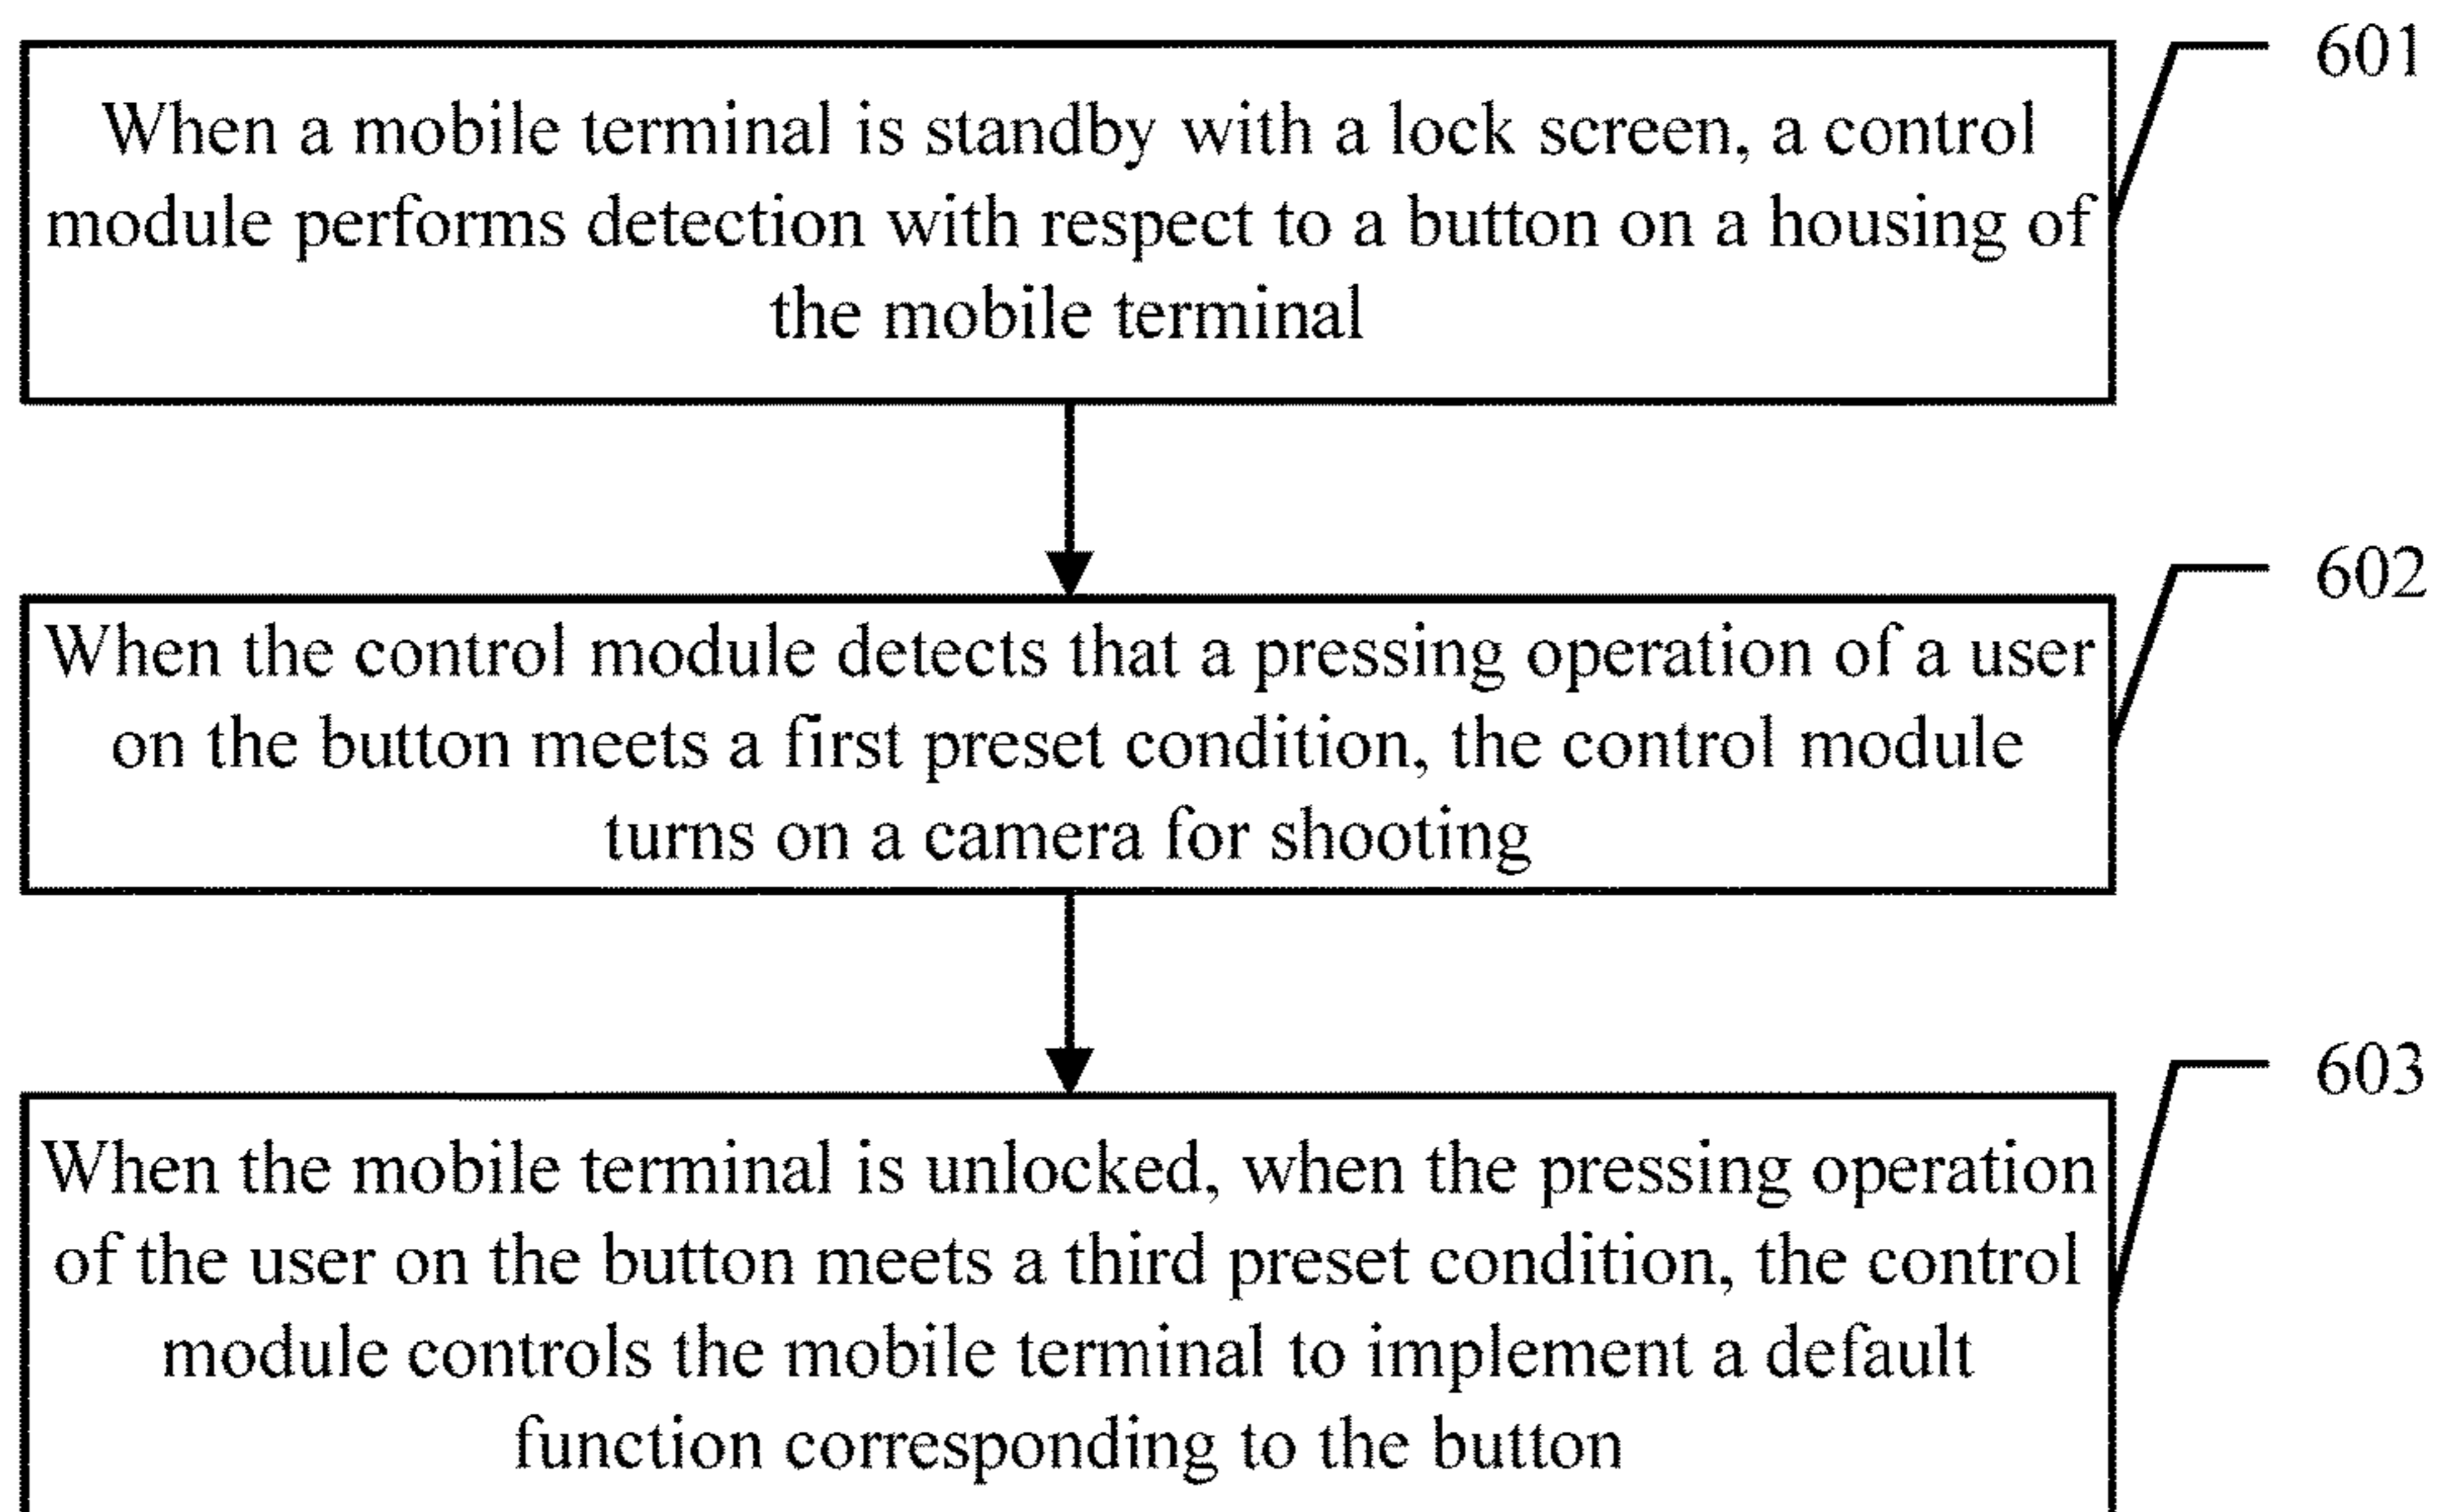 601
When a mobile terminal is standby with a lock screen, a control
module performs detection with respect to a button on a housing of
the mobile terminal
602
When the control module detects that a pressing operation of a user
on the button meets a first preset condition, the control module
turns on a camera for shooting
603
When the mobile terminal is unlocked, when the pressing operation
of the user on the button meets a third preset condition, the control
module controls the mobile terminal to implement a default
function corresponding to the button